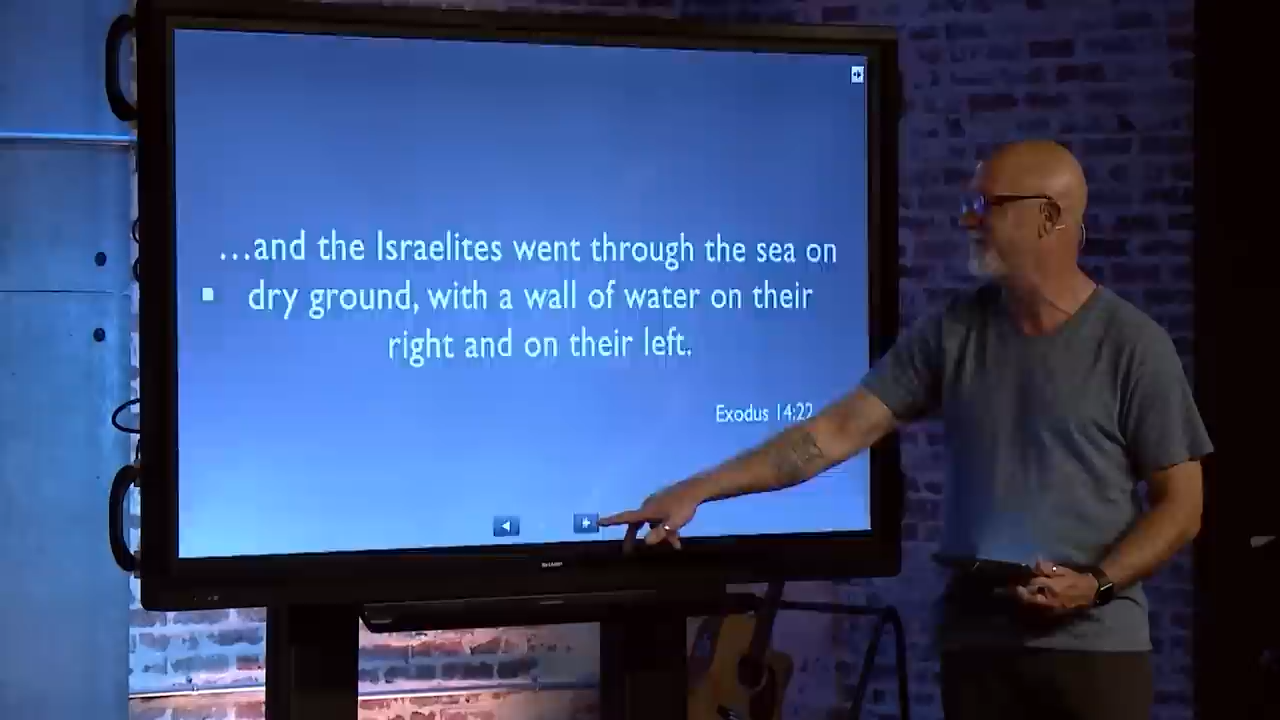 ...and the Israelites went through the sea on
dry ground, with a wall of water on their
right and on their left.
Exodus 14:22
SHARP